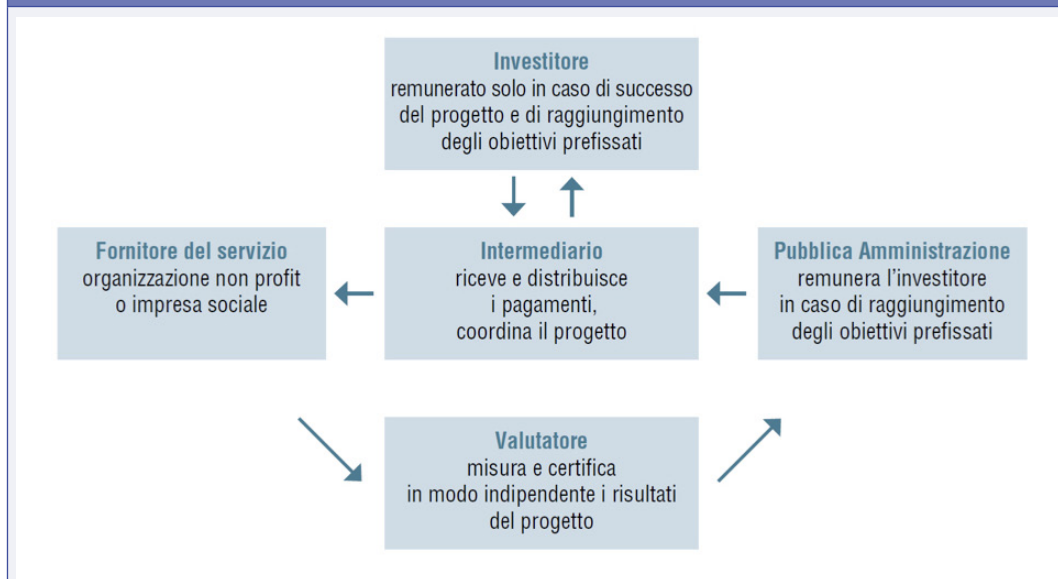 Investitore
remunerato solo in caso di successo
del progetto e di raggiungimento
degli obiettivi prefissati
Fornitore del servizio
organizzazione non profit
o impresa sociale
Intermediario
riceve e distribuisce
i pagamenti,
coordina il progetto
Pubblica Amministrazione
remunera l'investitore
in caso di raggiungimento
degli obiettivi prefissati
Valutatore
misura e certifica
in modo indipendente i risultati
del progetto